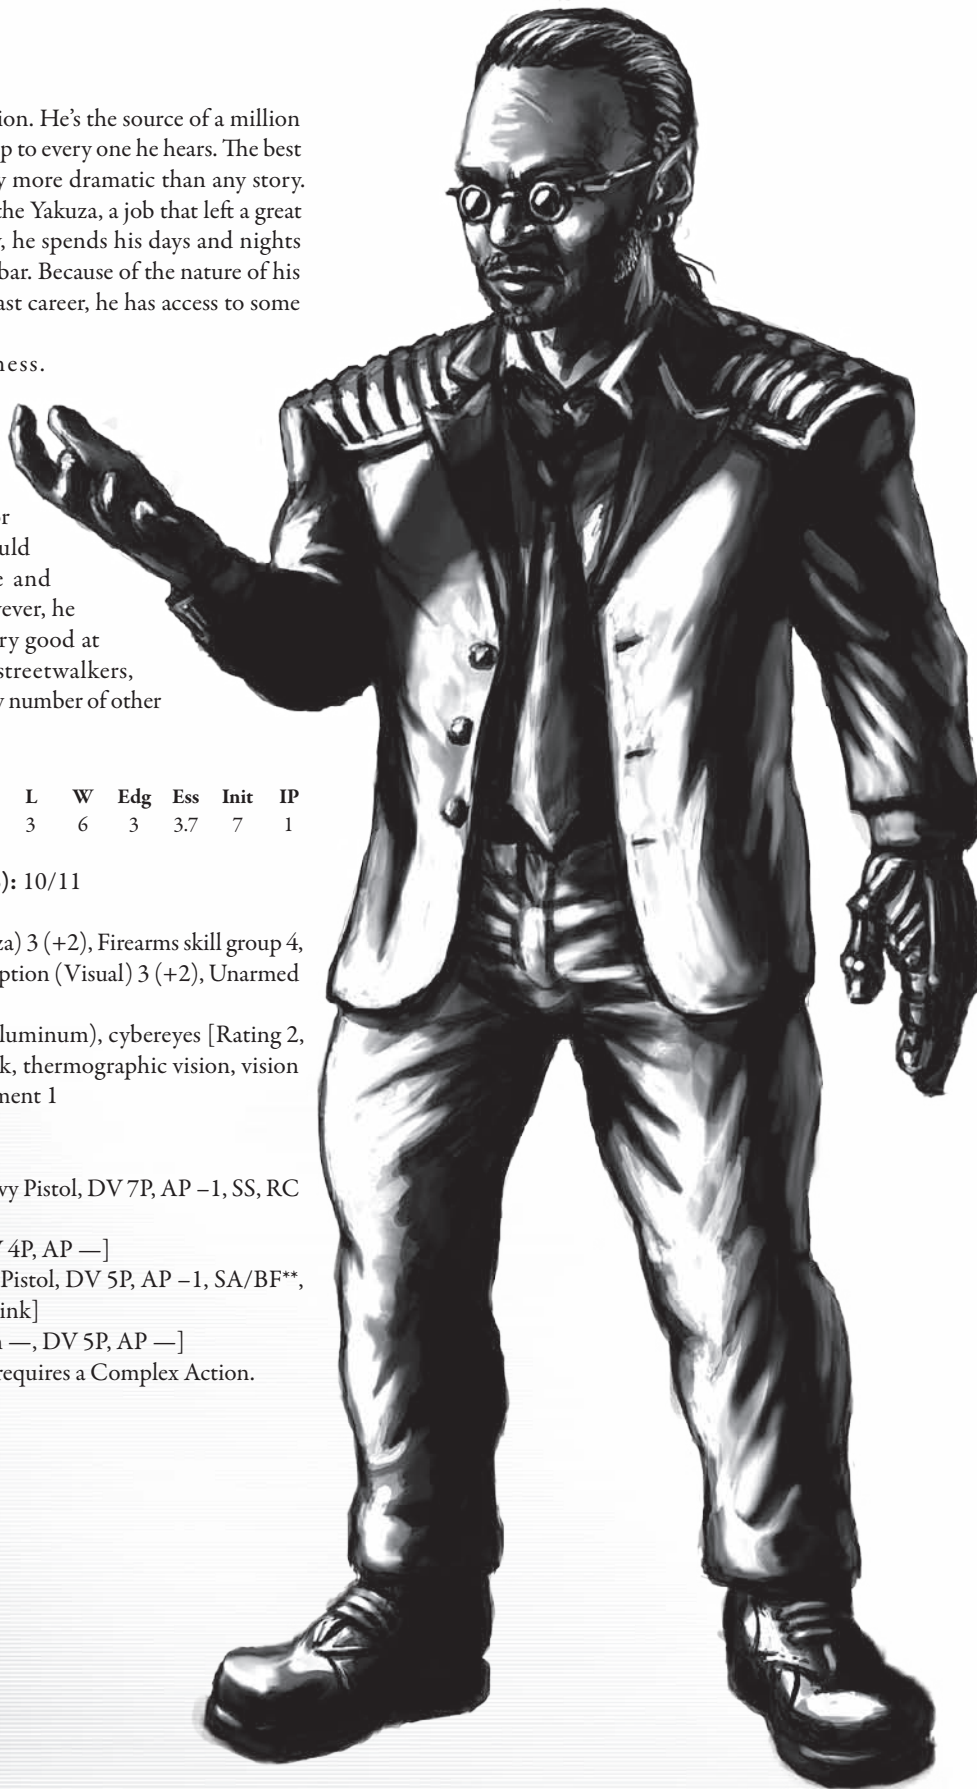 ion. He’s the source of a million
p to every one he hears. The best
y more dramatic than any story.
the Yakuza, a job that left a great
, he spends his days and nights
bar. Because of the nature of his
ast career, he has access to some
ness.
or
uld
e and
ever, he
ry good at
streetwalkers,
y number of other
L W Edg Ess Init IP
3 6 3 3.7 7 1
): 10/11
za) 3 (+2), Firearms skill group 4,
ption (Visual) 3 (+2), Unarmed
luminum), cybereyes [Rating 2,
k, thermographic vision, vision
ment 1
vy Pistol, DV 7P, AP –1, SS, RC
V 4P, AP —]
Pistol, DV 5P, AP –1, SA/BF**,
ink]
h —, DV 5P, AP —]
requires a Complex Action.